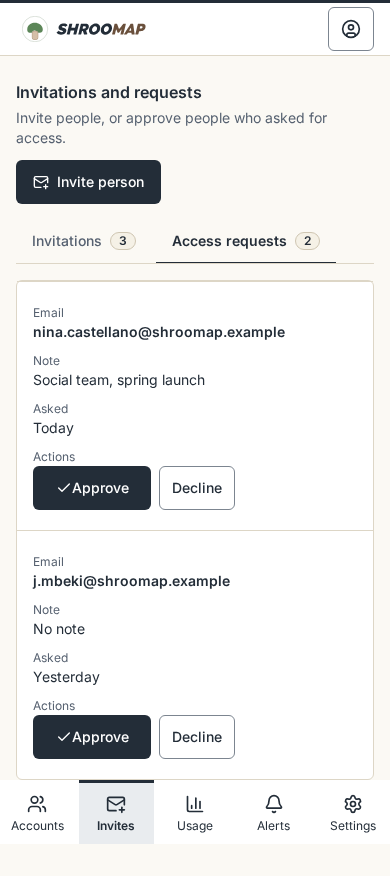 SHROOMAP
Invitations and requests
Invite people, or approve people who asked for
access.
Invite person
Invitations 3 Access requests 2
Email
nina.castellano@shroomap.example
Note
Social team, spring launch
Asked
Today
Actions
Approve Decline
Email
j.mbeki@shroomap.example
Note
No note
Asked
Yesterday
Actions
Approve Decline
Accounts Invites Usage Alerts Settings